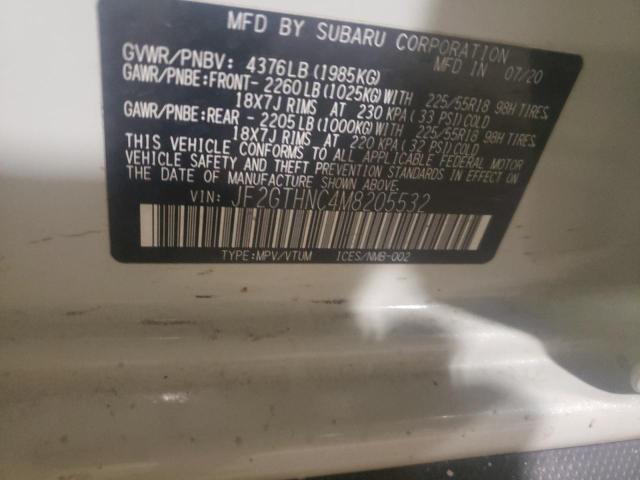 MFD BY SUBARU CORPORATION
GVWR/PNBV: 4376LB(1985KG) MFD IN 07/20
GAWR/PNBE:FRONT- 2260LB(1025KG)WITH 225/55R18 98H TIRES,
18X7J RIMS AT 230 KPA(33 PSI)COLD
GAWR/PNBE:REAR - 2205LB(1000KG)WITH 225/55R18 98H TIRES,
18X7J RIMS AT 220 KPA(32 PSI)COLD
THIS VEHICLE CONFORMS TO ALL APPLICABLE FEDERAL MOTOR
VEHICLE SAFETY AND THEFT PREVENTION STANDARDS IN EFFECT ON
THE DATE OF MANUFACTURE SHOWN ABOVE.
VIN: JF2GTHNC4M8205532
TYPE:MPV/VTUM ICES/NMB-002